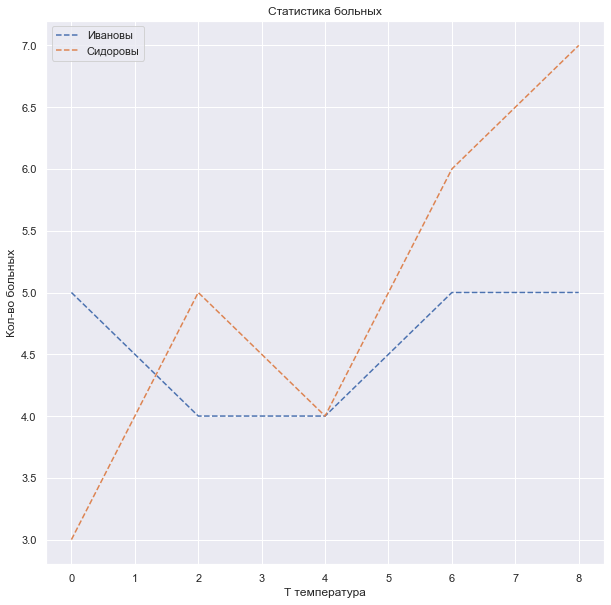 Статистика больных
Ивановы
Сидоровы
Кол-во больных
7.0
6.5
6.0
5.5
5.0
4.5
4.0
3.5
3.0
0 1 2 3 4 5 6 7 8
T температура